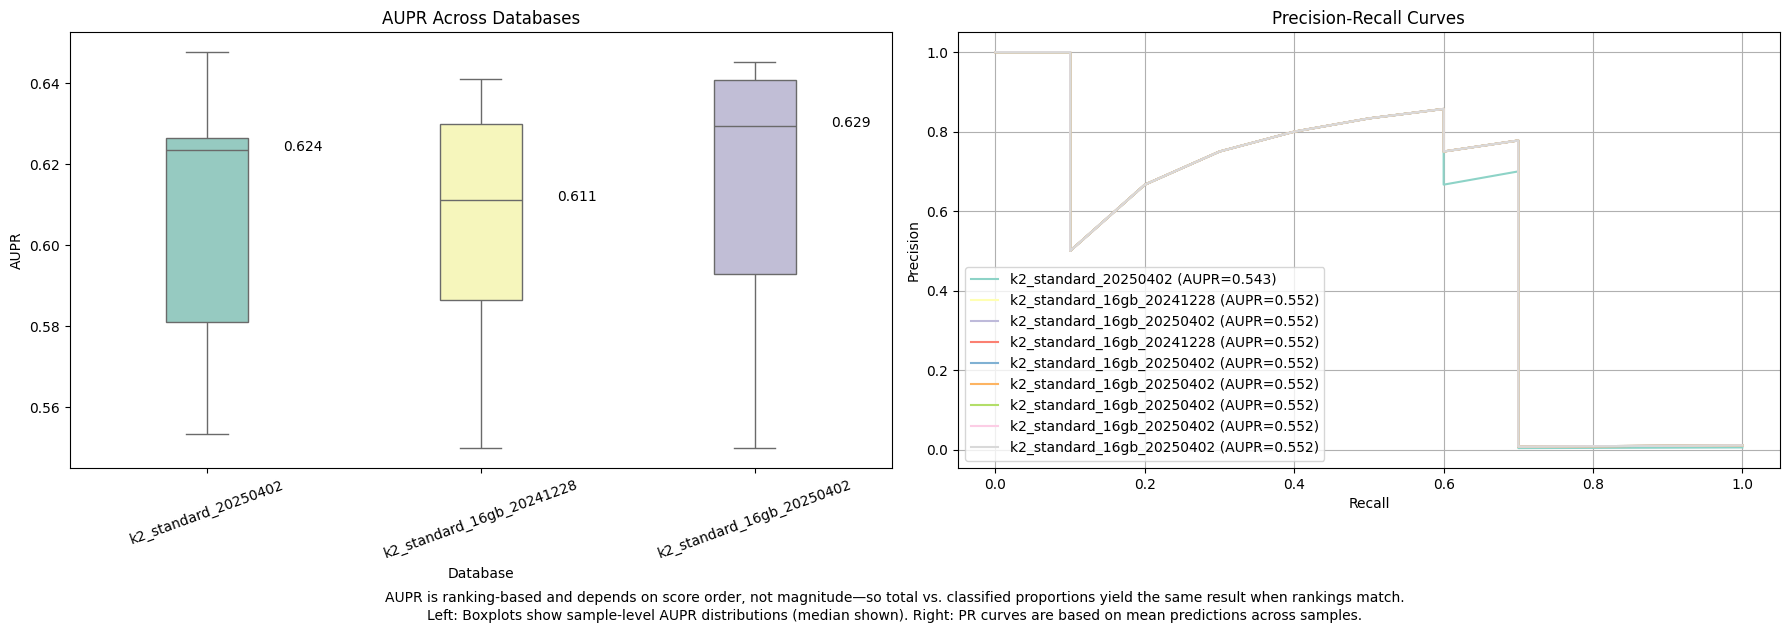 AUPR Across Databases
AUPR
0.64
0.62
0.60
0.58
0.56
0.624
0.611
0.629
k2_standard_20250402
k2_standard_16gb_20241228
k2_standard_16gb_20250402
Database
Precision-Recall Curves
Precision
1.0
0.8
0.6
0.4
0.2
0.0
k2_standard_20250402 (AUPR=0.543)
k2_standard_16gb_20241228 (AUPR=0.552)
k2_standard_16gb_20250402 (AUPR=0.552)
k2_standard_16gb_20241228 (AUPR=0.552)
k2_standard_16gb_20250402 (AUPR=0.552)
k2_standard_16gb_20250402 (AUPR=0.552)
k2_standard_16gb_20250402 (AUPR=0.552)
k2_standard_16gb_20250402 (AUPR=0.552)
k2_standard_16gb_20250402 (AUPR=0.552)
0.0 0.2 0.4 0.6 0.8 1.0
Recall
AUPR is ranking-based and depends on score order, not magnitude—so total vs. classified proportions yield the same result when rankings match.
Left: Boxplots show sample-level AUPR distributions (median shown). Right: PR curves are based on mean predictions across samples.